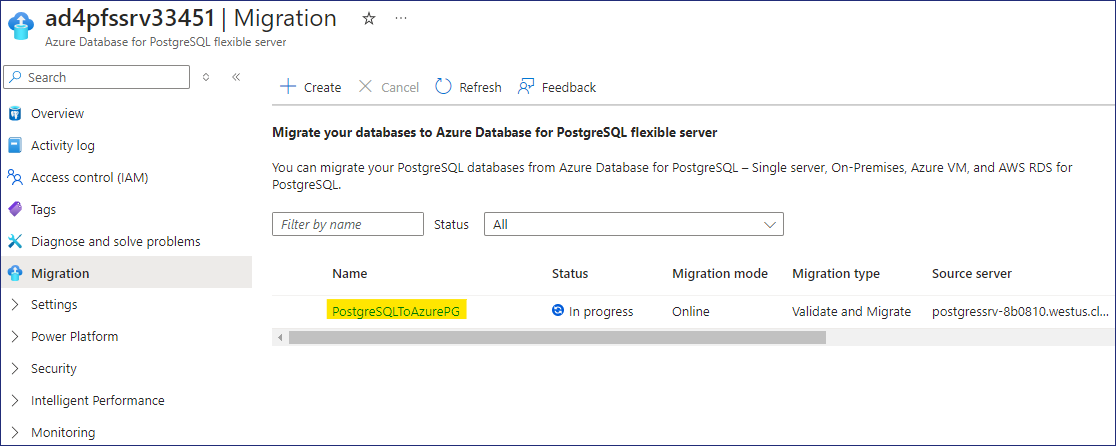 ad4pfssrv33451 | Migration
Azure Database for PostgreSQL flexible server
Search
Overview
Activity log
Access control (IAM)
Tags
Diagnose and solve problems
Migration
Settings
Power Platform
Security
Intelligent Performance
Monitoring
Create Cancel Refresh Feedback
Migrate your databases to Azure Database for PostgreSQL flexible server
You can migrate your PostgreSQL databases from Azure Database for PostgreSQL – Single server, On-Premises, Azure VM, and AWS RDS for
PostgreSQL.
Filter by name Status All
Name Status Migration mode Migration type Source server
PostgreSQLToAzurePG In progress Online Validate and Migrate postgressrv-8b0810.westus.cl...